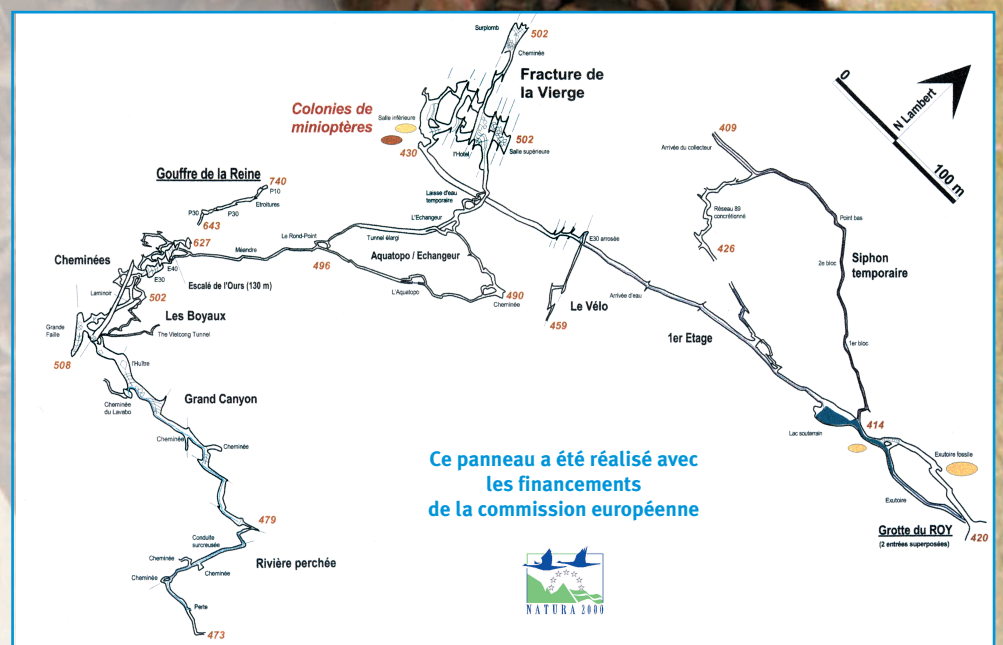 Surplomb
502
Cheminée
Fracture de
la Vierge
Colonies de
minioptères
Salle inférieure
430
l'Hotel
502
Salle supérieure
0
N Lambert
100 m
409
Arrivée du collecteur
Gouffre de la Reine
740
P10
Etroitures
P30
P30
643
Laisse d'eau
temporaire
L'Echangeur
Réseau 89
concrétionné
426
Point bas
2e bloc
Siphon
temporaire
1er bloc
627
Cheminées
E40
E30
Méandre
Le Rond-Point
Tunnel élargi
496
Aquatopo / Echangeur
L'Aquatopo
490
Cheminée
E30 arrosée
Le Vélo
459
Arrivée d'eau
1er Etage
Escalé de l'Ours (130 m)
Laminoir
502
Les Boyaux
The Vietcong Tunnel
Grande
Faille
508
l'Huître
Cheminée
du Lavabo
Grand Canyon
Cheminée
Cheminée
Lac souterrain
414
Exutoire fossile
Exutoire
Grotte du ROY
(2 entrées superposées)
420
Ce panneau a été réalisé avec
les financements
de la commission européenne
NATURA 2000
479
Conduite
surcreusée
Rivière perchée
Cheminée
Cheminée
Cheminée
Perte
473